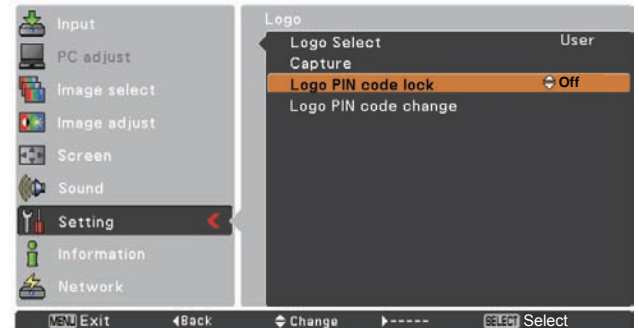 Input
PC adjust
Image select
Image adjust
Screen
Sound
Setting
Information
Network
Logo
Logo Select User
Capture
Logo PIN code lock Off
Logo PIN code change
MENU Exit Back Change ----- SELECT Select